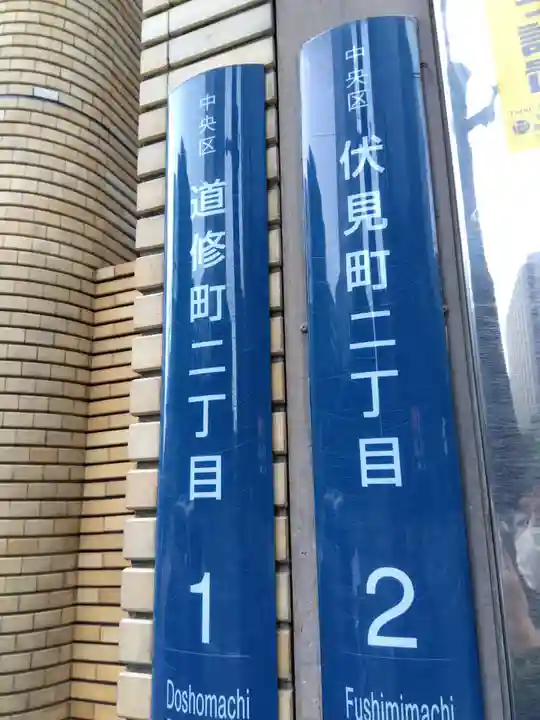 中央区
道修町二丁目
1
Doshomachi
中央区
伏見町二丁目
2
Fushimimachi